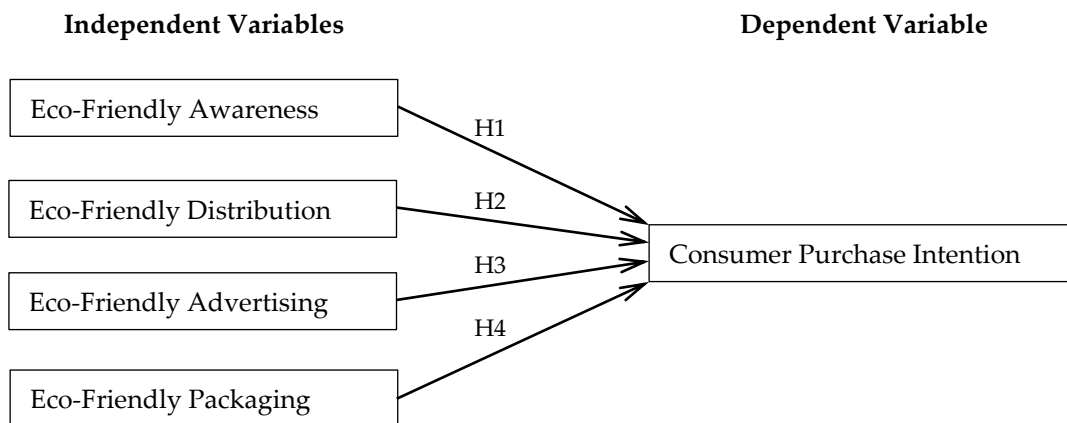 Independent Variables
Dependent Variable
Eco-Friendly Awareness
H1
Eco-Friendly Distribution
H2
Consumer Purchase Intention
H3
Eco-Friendly Advertising
H4
Eco-Friendly Packaging